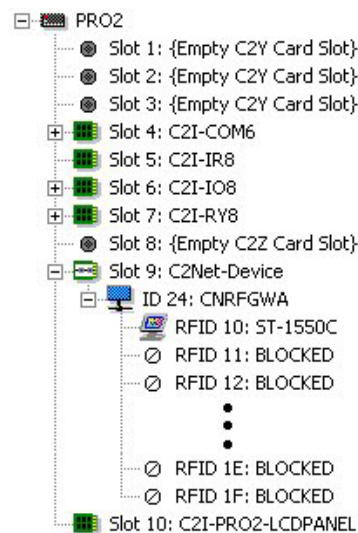 PRO2
Slot 1: {Empty C2Y Card Slot}
Slot 2: {Empty C2Y Card Slot}
Slot 3: {Empty C2Y Card Slot}
Slot 4: C2I-COM6
Slot 5: C2I-IR8
Slot 6: C2I-IO8
Slot 7: C2I-RY8
Slot 8: {Empty C2Z Card Slot}
Slot 9: C2Net-Device
ID 24: CNRFGWA
RFID 10: ST-1550C
RFID 11: BLOCKED
RFID 12: BLOCKED
RFID 1E: BLOCKED
RFID 1F: BLOCKED
Slot 10: C2I-PRO2-LCDPANEL